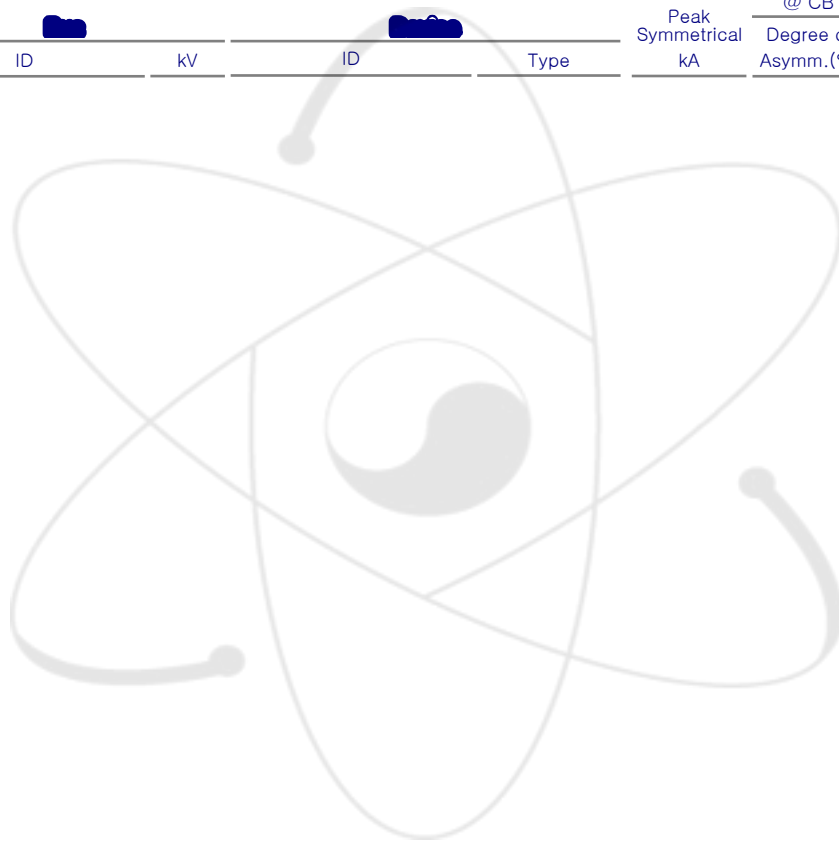 @ CB
Peak
Symmetrical
Degree
ID
kV
ID
Type
kA
Asymm.